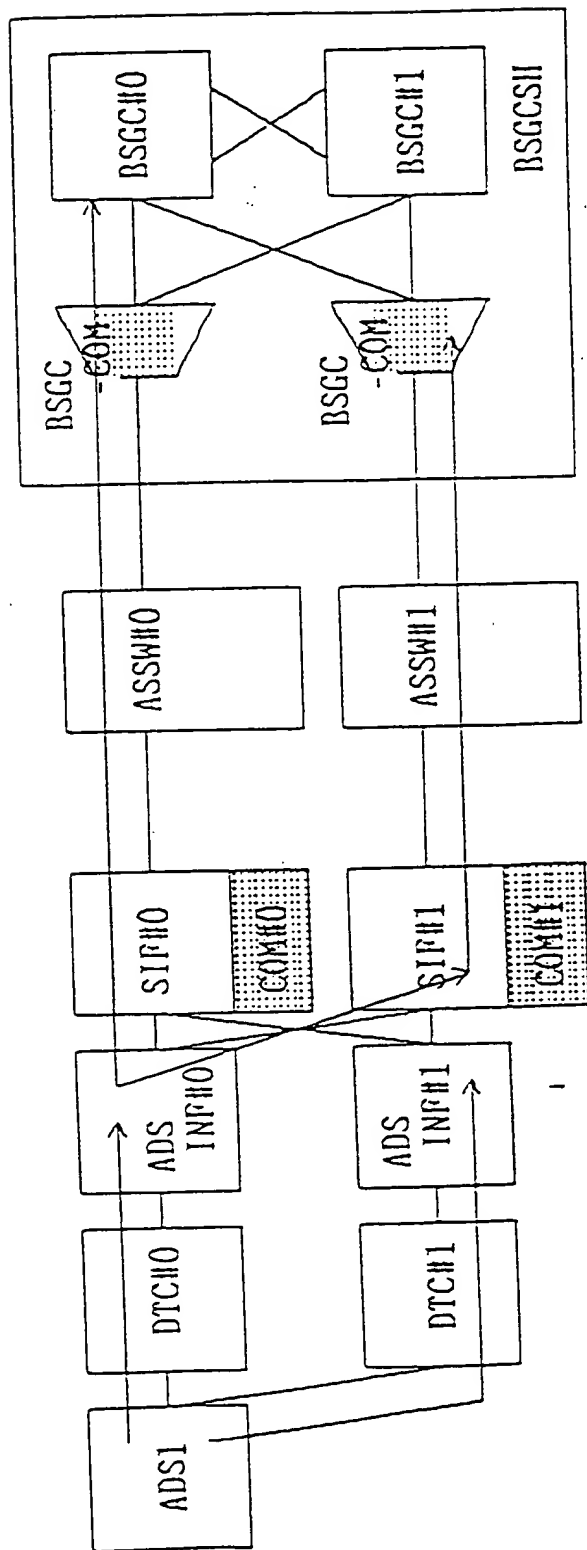 ADS1
DTC#0
ADS
INF#0
SIF#0
COM#0
ASSW#0
BSGC
-COM
BSGC#0
DTC#1
ADS
INF#1
SIF#1
COM#1
ASSW#1
BSGC
-COM
BSGC#1
BSGCSH